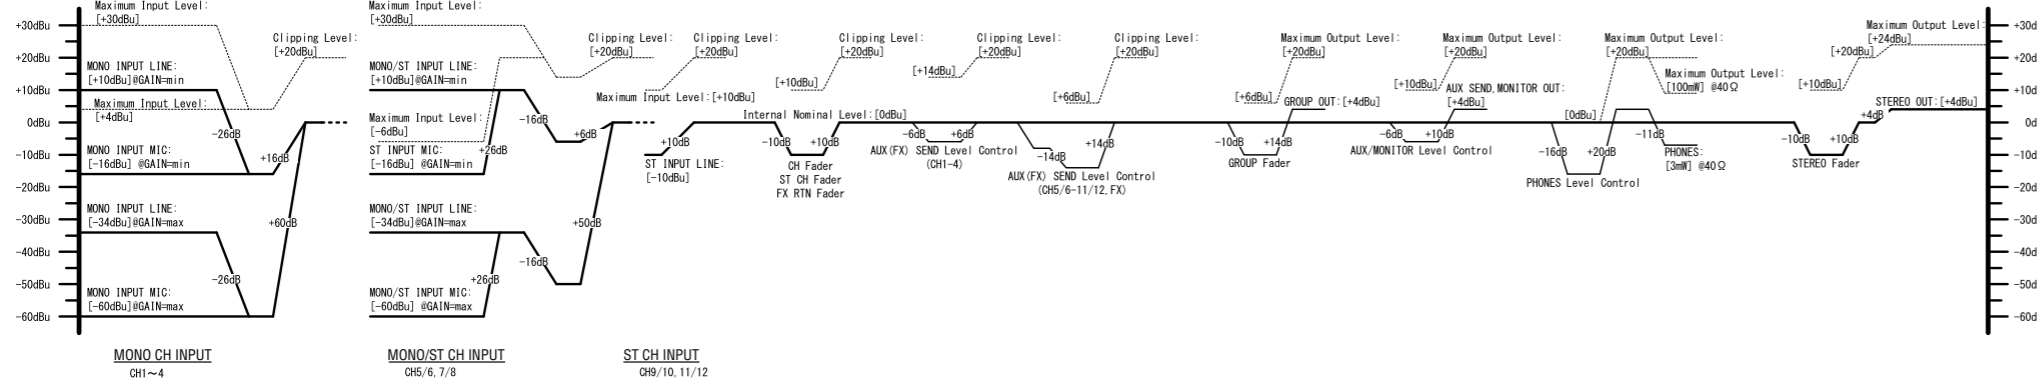 +30dBu
+20dBu
+10dBu
0dBu
-10dBu
-20dBu
-30dBu
-40dBu
-50dBu
-60dBu
Maximum Input Level:
[+30dBu]
Clipping Level:
[+20dBu]
MONO INPUT LINE:
[+10dBu]@GAIN=min
Maximum Input Level:
[+4dBu]
-26dB
MONO INPUT MIC:
[-16dBu] @GAIN=min
+16dB
MONO INPUT LINE:
[-34dBu]@GAIN=max
+60dB
-26dB
MONO INPUT MIC:
[-60dBu]@GAIN=max
MONO CH INPUT
CH1~4
Maximum Input Level:
[+30dBu]
Clipping Level:
[+20dBu]
MONO/ST INPUT LINE:
[+10dBu]@GAIN=min
Maximum Input Level:
[-6dBu]
-16dB
+6dB
ST INPUT MIC:
[-16dBu] @GAIN=min
+26dB
MONO/ST INPUT LINE:
[-34dBu]@GAIN=max
+50dB
-16dB
+26dB
MONO/ST INPUT MIC:
[-60dBu] @GAIN=max
MONO/ST CH INPUT
CH5/6, 7/8
Clipping Level:
[+20dBu]
Maximum Input Level:[+10dBu]
+10dB
ST INPUT LINE:
[-10dBu]
ST CH INPUT
CH9/10, 11/12
Clipping Level:
[+20dBu]
[+10dBu]
Internal Nominal Level:[0dBu]
-10dB
+10dB
CH Fader
ST CH Fader
FX RTN Fader
Clipping Level:
[+20dBu]
[+14dBu]
-6dB
+6dB
AUX(FX) SEND Level Control
(CH1-4)
Clipping Level:
[+20dBu]
[+6dBu]
-14dB
+14dB
AUX(FX) SEND Level Control
(CH5/6-11/12, FX)
Maximum Output Level:
[+20dBu]
[+6dBu]
GROUP OUT:[+4dBu]
-10dB
+14dB
GROUP Fader
Maximum Output Level:
[+20dBu]
[+10dBu]
AUX SEND, MONITOR OUT:
[+4dBu]
-6dB
+10dB
AUX/MONITOR Level Control
Maximum Output Level:
[+20dBu]
Maximum Output Level:
[100mW] @40Ω
[0dBu]
-11dB
-16dB
+20dB
PHONES:
[3mW] @40Ω
PHONES Level Control
Maximum Output Level:
[+24dBu]
[+20dBu]
[+10dBu]
STEREO OUT:[+4dBu]
+4dB
-10dB
+10dB
STEREO Fader
+30d
+20d
+10d
0d
-10d
-20d
-30d
-40d
-50d
-60d